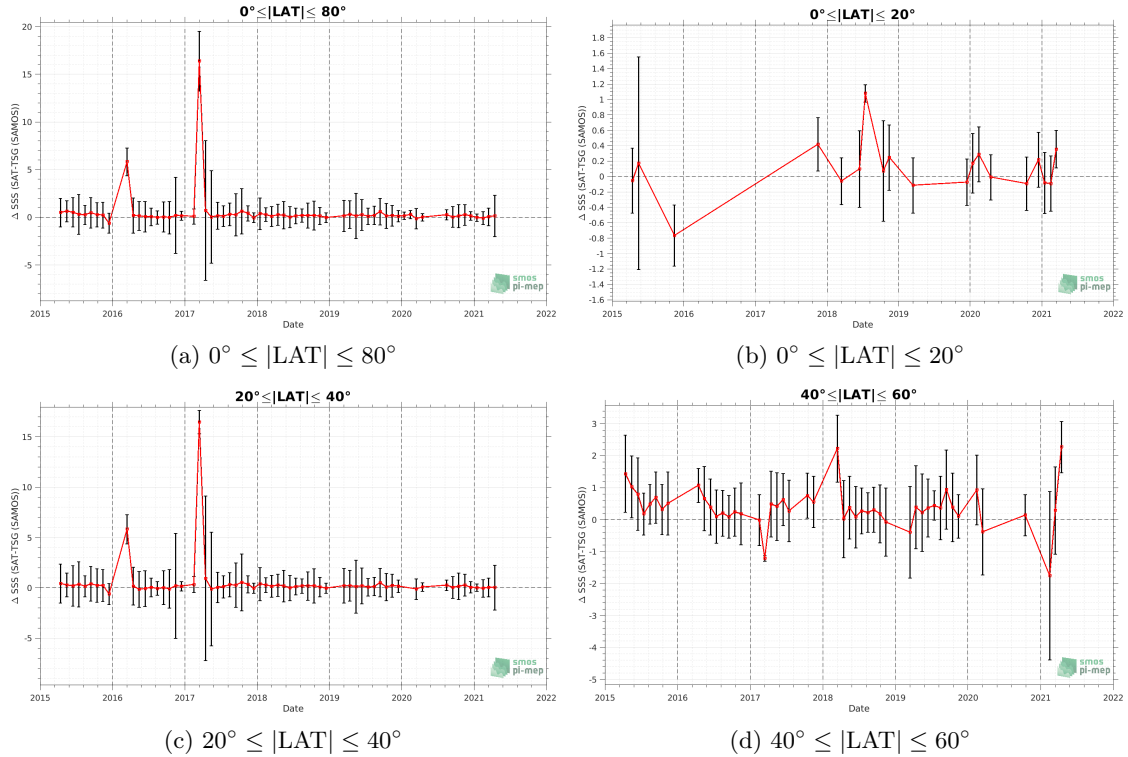 0°≤|LAT|≤ 80°
Δ SSS (SAT-TSG (SAMOS))
20
15
10
5
0
-5
2015 2016 2017 2018 2019 2020 2021 2022
Date
smos
pi-mep
(a) 0° ≤ |LAT| ≤ 80°
0°≤|LAT|≤ 20°
Δ SSS (SAT-TSG (SAMOS))
1.8
1.6
1.4
1.2
1
0.8
0.6
0.4
0.2
0
-0.2
-0.4
-0.6
-0.8
-1
-1.2
-1.4
-1.6
2015 2016 2017 2018 2019 2020 2021 2022
Date
smos
pi-mep
(b) 0° ≤ |LAT| ≤ 20°
20°≤|LAT|≤ 40°
Δ SSS (SAT-TSG (SAMOS))
15
10
5
0
-5
2015 2016 2017 2018 2019 2020 2021 2022
Date
smos
pi-mep
(c) 20° ≤ |LAT| ≤ 40°
40°≤|LAT|≤ 60°
Δ SSS (SAT-TSG (SAMOS))
3
2
1
0
-1
-2
-3
-4
-5
2015 2016 2017 2018 2019 2020 2021 2022
Date
smos
pi-mep
(d) 40° ≤ |LAT| ≤ 60°